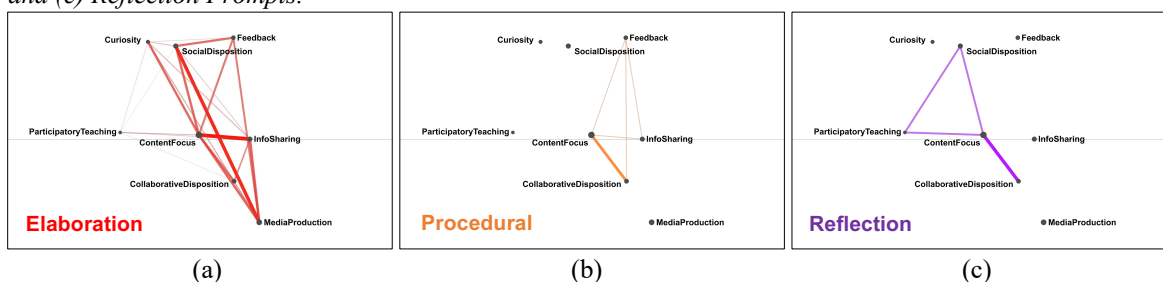 and (c) Reflection Prompts.
Curiosity
Feedback
SocialDisposition
ParticipatoryTeaching
ContentFocus
InfoSharing
CollaborativeDisposition
MediaProduction
Elaboration
Curiosity
Feedback
SocialDisposition
ParticipatoryTeaching
ContentFocus
InfoSharing
CollaborativeDisposition
MediaProduction
Procedural
Curiosity
Feedback
SocialDisposition
ParticipatoryTeaching
ContentFocus
InfoSharing
CollaborativeDisposition
MediaProduction
Reflection
(a)
(b)
(c)